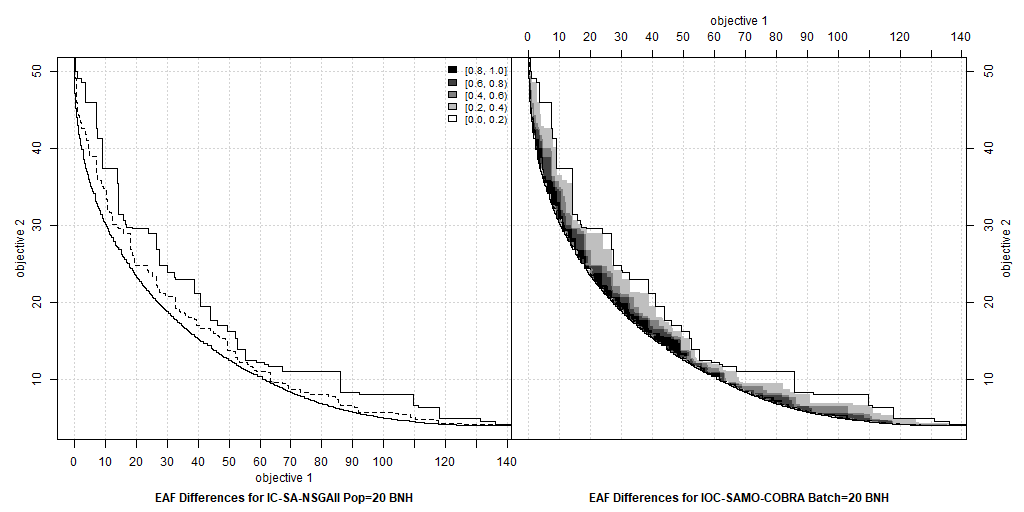 objective 1
0 10 20 30 40 50 60 70 80 100 120 140
50
40
30
20
10
objective 2
[0.8, 1.0]
[0.6, 0.8)
[0.4, 0.6)
[0.2, 0.4)
[0.0, 0.2)
50
40
30
20
10
objective 2
0 10 20 30 40 50 60 70 80 100 120 140
objective 1
EAF Differences for IC-SA-NSGAII Pop=20 BNH
EAF Differences for IOC-SAMO-COBRA Batch=20 BNH